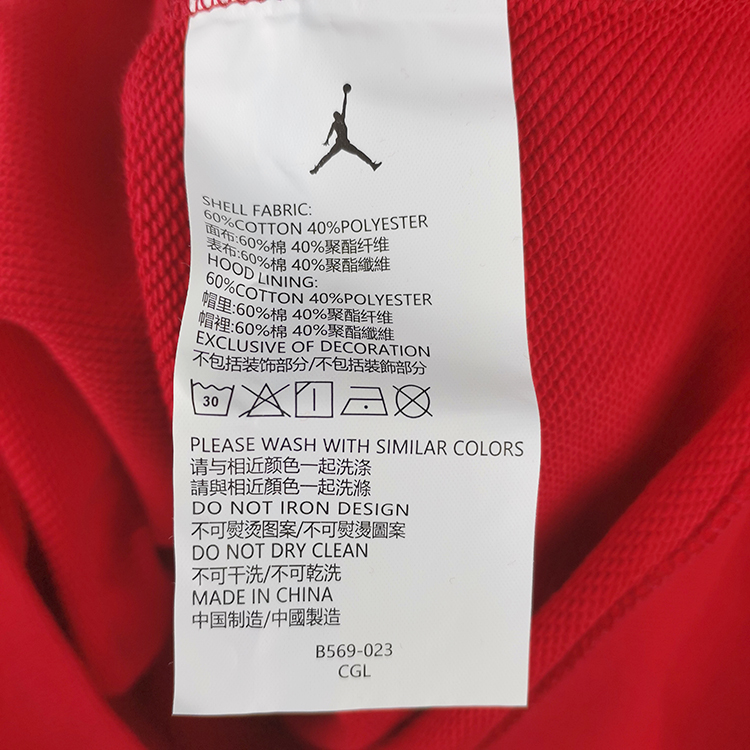 SHELL FABRIC:
60%COTTON 40%POLYESTER
面布:60%棉 40%聚酯纤维
表布:60%棉 40%聚酯纖維
HOOD LINING:
60%COTTON 40%POLYESTER
帽里:60%棉 40%聚酯纤维
帽裡:60%棉 40%聚酯纖維
EXCLUSIVE OF DECORATION
不包括装饰部分/不包括裝飾部分
30
PLEASE WASH WITH SIMILAR COLORS
请与相近颜色一起洗涤
請與相近顏色一起洗滌
DO NOT IRON DESIGN
不可熨烫图案/不可熨燙圖案
DO NOT DRY CLEAN
不可干洗/不可乾洗
MADE IN CHINA
中国制造/中國製造
B569-023
CGL